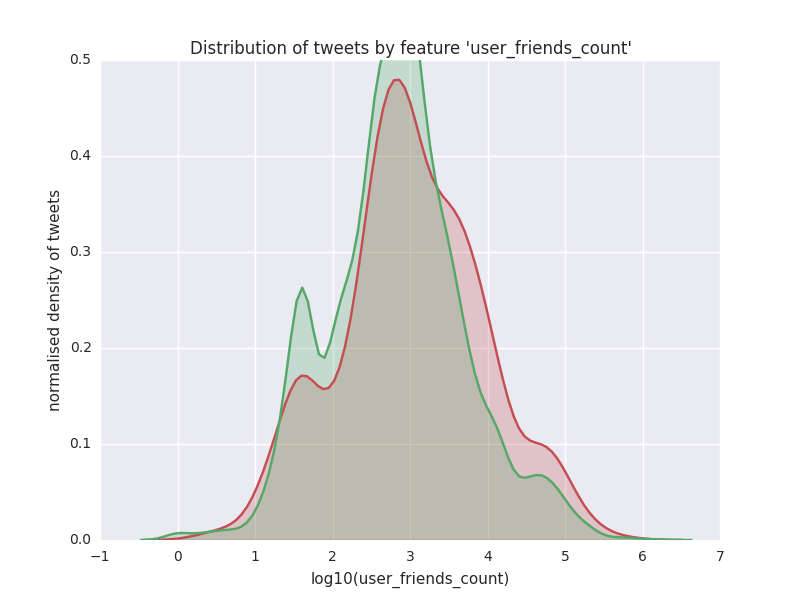 Distribution of tweets by feature 'user_friends_count'
0.5
0.4
0.3
0.2
0.1
0.0
normalised density of tweets
−1 0 1 2 3 4 5 6 7
log10(user_friends_count)